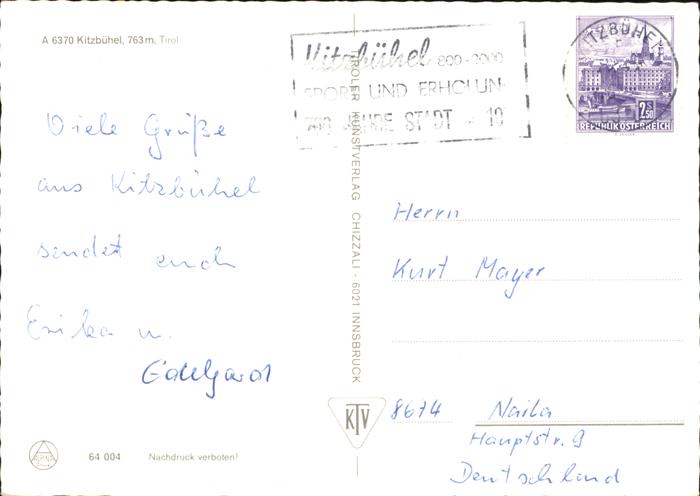 A 6370 Kitzbühel, 763 m, Tirol
Viele Grüße
aus Kitzbühel
sendet euch
Erika u.
64 004 Nachdruck verboten!
TIROLER KUNSTVERLAG CHIZZALI - 6021 INNSBRUCK
KTV
Kitzbühel 800-2000
SPORT UND ERHOLUN
700 JAHRE STADT
KITZBÜHEL
2.50
S
REPUBLIK ÖSTERREICH
Herrn
Kurt Mayer
8674 Naila
Hauptstr. 9
Deutschland